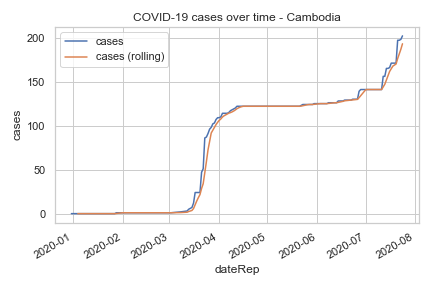 COVID-19 cases over time - Cambodia
cases
cases (rolling)
200
150
100
50
0
cases
2020-01
2020-02
2020-03
2020-04
2020-05
2020-06
2020-07
2020-08
dateRep